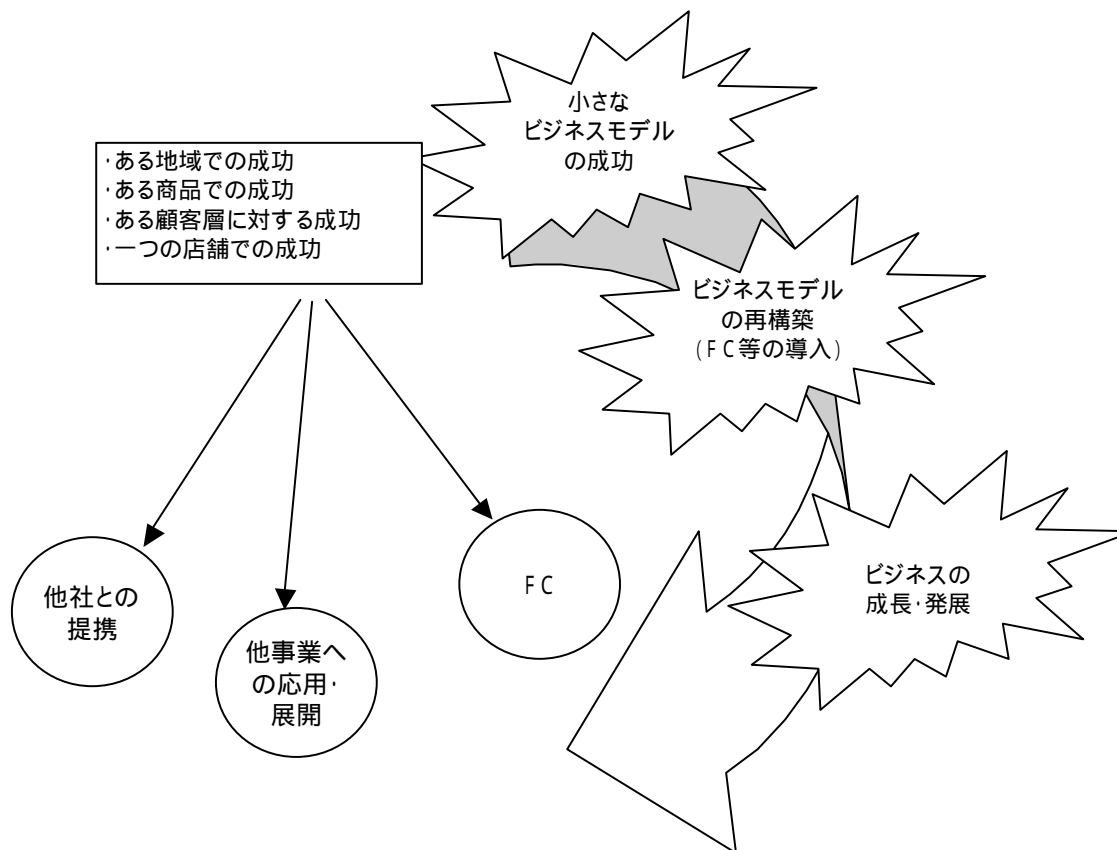 小さな
ビジネスモデル
の成功
・ある地域での成功
・ある商品での成功
・ある顧客層に対する成功
・一つの店舗での成功
ビジネスモデル
の再構築
(FC等の導入)
他社との
提携
他事業へ
の応用・
展開
FC
ビジネスの
成長・発展